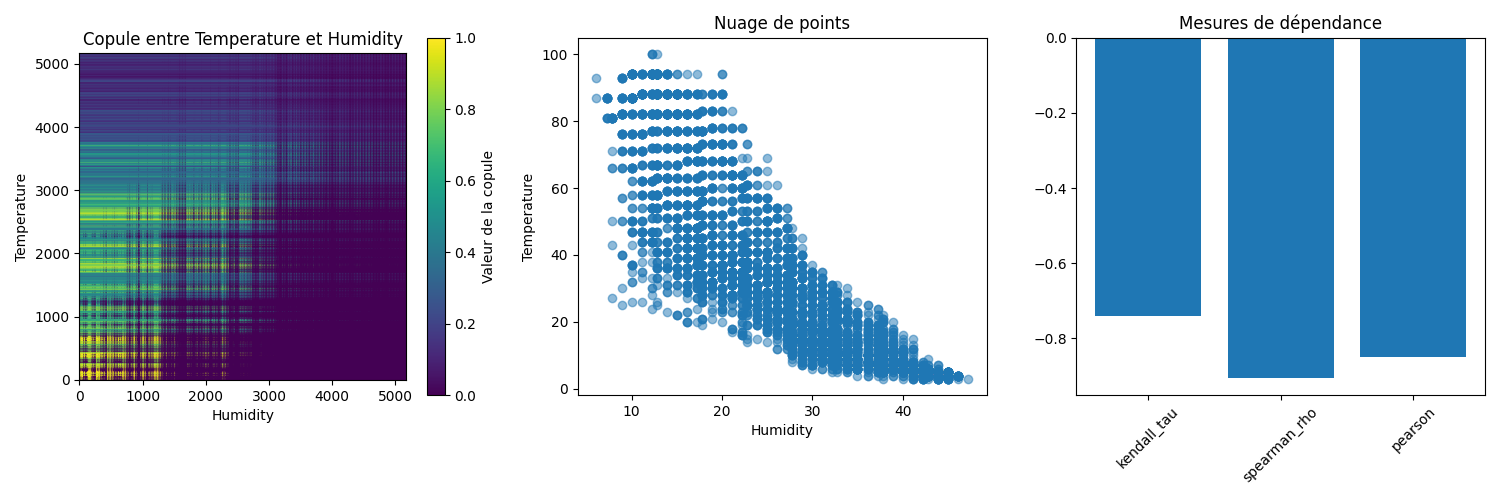 Copule entre Temperature et Humidity
5000
4000
3000
2000
1000
0
Temperature
0 1000 2000 3000 4000 5000
Humidity
1.0
0.8
0.6
0.4
0.2
0.0
Valeur de la copule
Nuage de points
100
80
60
40
20
0
Temperature
10 20 30 40
Humidity
Mesures de dépendance
0.0
−0.2
−0.4
−0.6
−0.8
kendall_tau
spearman_rho
pearson